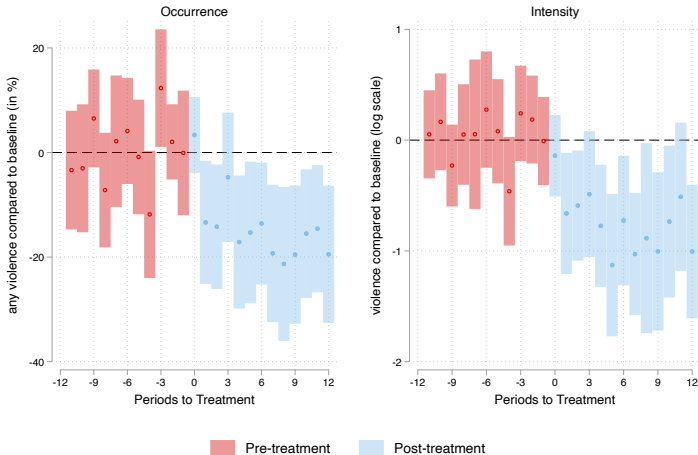 Occurrence
any violence compared to baseline (in %)
20
0
-20
-40
-12 -9 -6 -3 0 3 6 9 12
Periods to Treatment
Intensity
violence compared to baseline (log scale)
1
0
-1
-2
-12 -9 -6 -3 0 3 6 9 12
Periods to Treatment
Pre-treatment Post-treatment